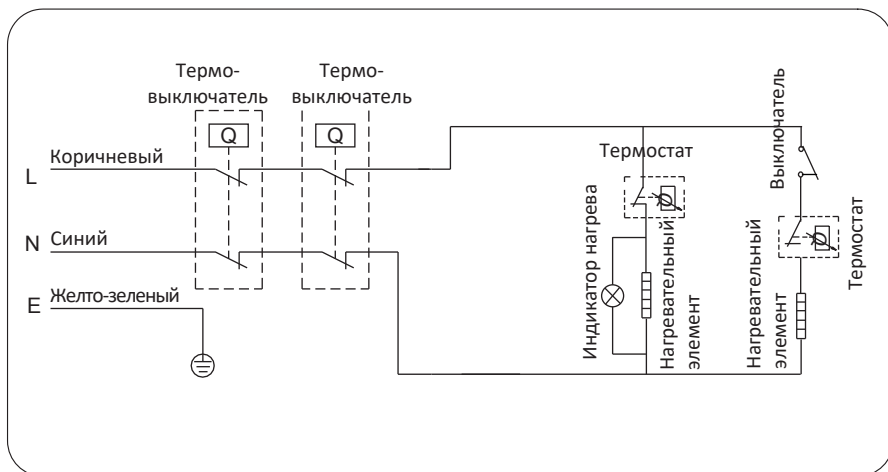 Термо-
выключатель
Термо-
выключатель
Q
Q
L
Коричневый
N
Синий
E
Желто-зеленый
Термостат
Выключатель
Индикатор нагрева
Нагревательный
элемент
Нагревательный
элемент
Термостат